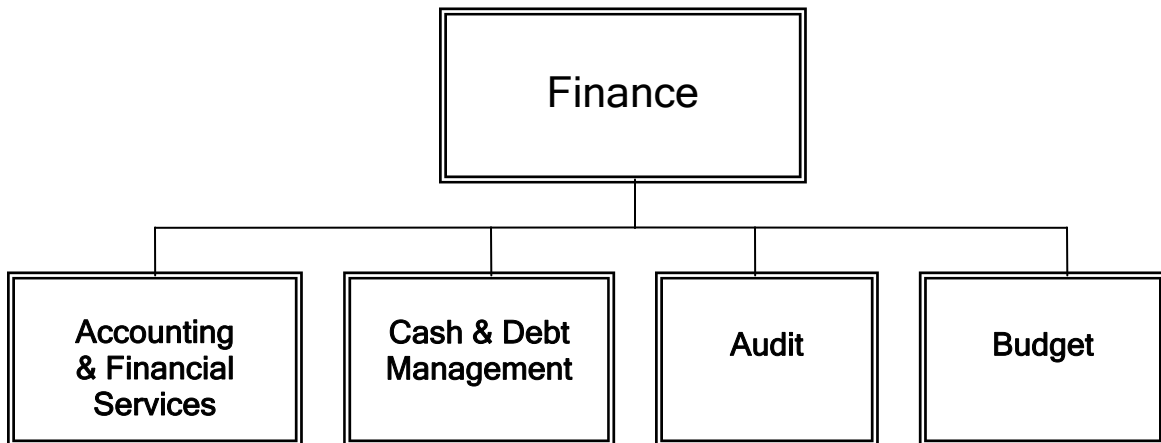 Finance
Accounting
& Financial
Services
Cash & Debt
Management
Audit
Budget